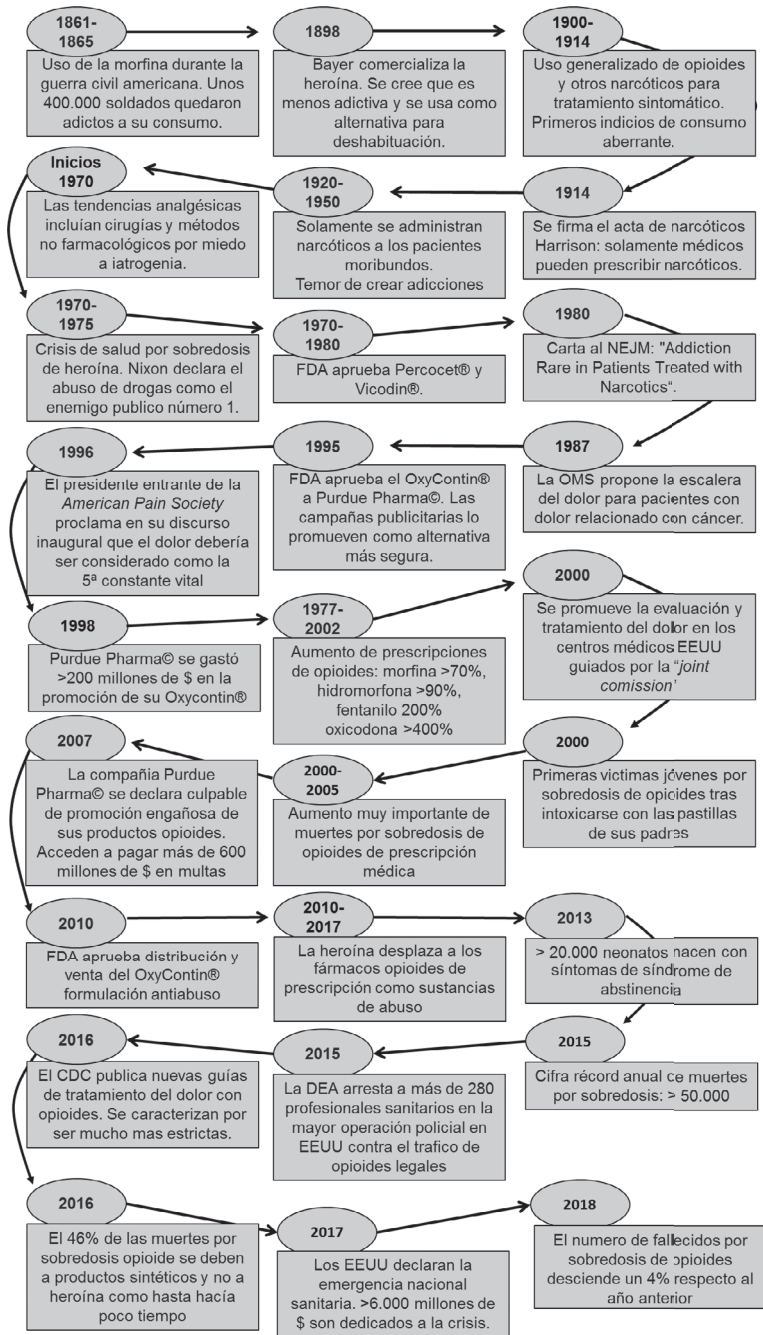 1861-
1865
Uso de la morfina durante la
guerra civil americana. Unos
400.000 soldados quedaron
adictos a su consumo.
1898
Bayer comercializa la
heroína. Se cree que es
menos adictiva y se usa como
alternativa para
deshabituación.
1900-
1914
Uso generalizado de opioides
y otros narcóticos para
tratamiento sintomático.
Primeros indicios de consumo
aberrante.
1914
Se firma el acta de narcóticos
Harrison: solamente médicos
pueden prescribir narcóticos.
1920-
1950
Solamente se administran
narcóticos a los pacientes
moribundos.
Temor de crear adicciones
Inicios
1970
Las tendencias analgésicas
incluían cirugías y métodos
no farmacológicos por miedo
a iatrogenia.
1970-
1975
Crisis de salud por sobredosis
de heroína. Nixon declara el
abuso de drogas como el
enemigo publico número 1.
1970-
1980
FDA aprueba Percocet® y
Vicodin®.
1980
Carta al NEJM: "Addiction
Rare in Patients Treated with
Narcotics“.
1987
La OMS propone la escalera
del dolor para pacientes con
dolor relacionado con cáncer.
1995
FDA aprueba el OxyContin®
a Purdue Pharma©. Las
campañas publicitarias lo
promueven como alternativa
más segura.
1996
El presidente entrante de la
American Pain Society
proclama en su discurso
inaugural que el dolor debería
ser considerado como la
5ª constante vital
1998
Purdue Pharma© se gastó
>200 millones de $ en la
promoción de su Oxycontin®
1977-
2002
Aumento de prescripciones
de opioides: morfina >70%,
hidromorfona >90%,
fentanilo 200%
oxicodona >400%
2000
Se promueve la evaluación y
tratamiento del dolor en los
centros médicos EEUU
guiados por la “joint
comission’
2000
Primeras victimas jóvenes por
sobredosis de opioides tras
intoxicarse con las pastillas
de sus padres
2000-
2005
Aumento muy importante de
muertes por sobredosis de
opioides de prescripción
médica
2007
La compañia Purdue
Pharma© se declara culpable
de promoción engañosa de
sus productos opioides.
Acceden a pagar más de 600
millones de $ en multas
2010
FDA aprueba distribución y
venta del OxyContin®
formulación antiabuso
2010-
2017
La heroína desplaza a los
fármacos opioides de
prescripción como sustancias
de abuso
2013
> 20.000 neonatos nacen con
síntomas de síndrome de
abstinencia
2015
Cifra récord anual de muertes
por sobredosis: > 50.000
2015
La DEA arresta a más de 280
profesionales sanitarios en la
mayor operación policial en
EEUU contra el trafico de
opioides legales
2016
El CDC publica nuevas guías
de tratamiento del dolor con
opioides. Se caracterizan por
ser mucho mas estrictas.
2016
El 46% de las muertes por
sobredosis opioide se deben
a productos sintéticos y no a
heroína como hasta hacía
poco tiempo
2017
Los EEUU declaran la
emergencia nacional
sanitaria. >6.000 millones de
$ son dedicados a la crisis.
2018
El numero de fallecidos por
sobredosis de opioides
desciende un 4% respecto al
año anterior